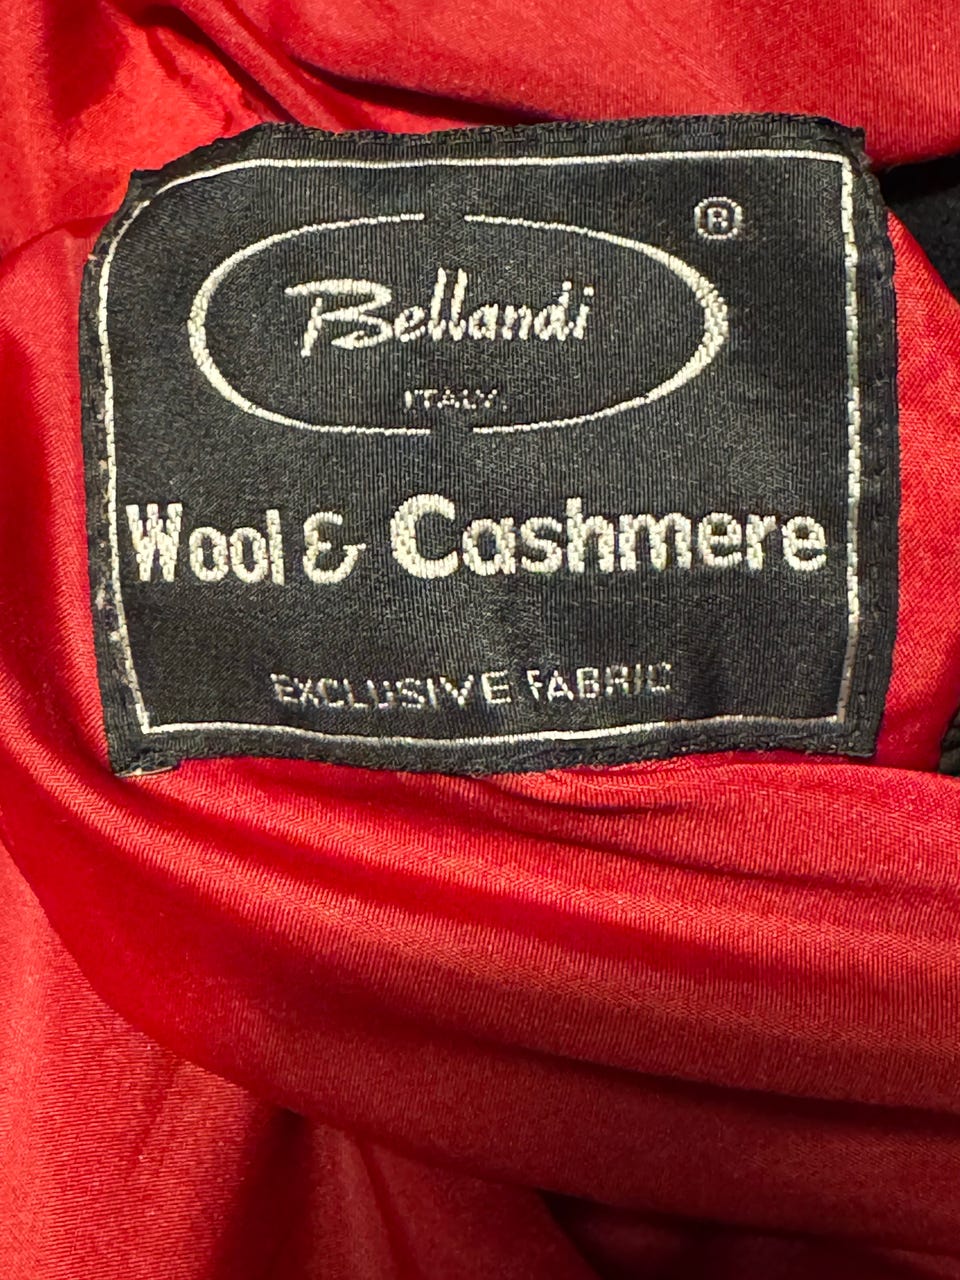 ®
Bellandi
ITALY
Wool & Cashmere
EXCLUSIVE FABRIC